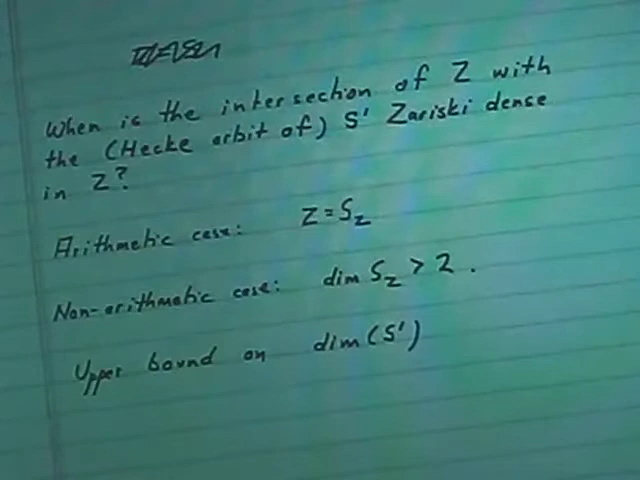 When is the intersection of Z with
the (Hecke orbit of) S' Zariski dense
in Z?
Arithmetic case: Z = S_Z
Non-arithmatic case: dim S_Z > 2.
Upper bound on dim(S')